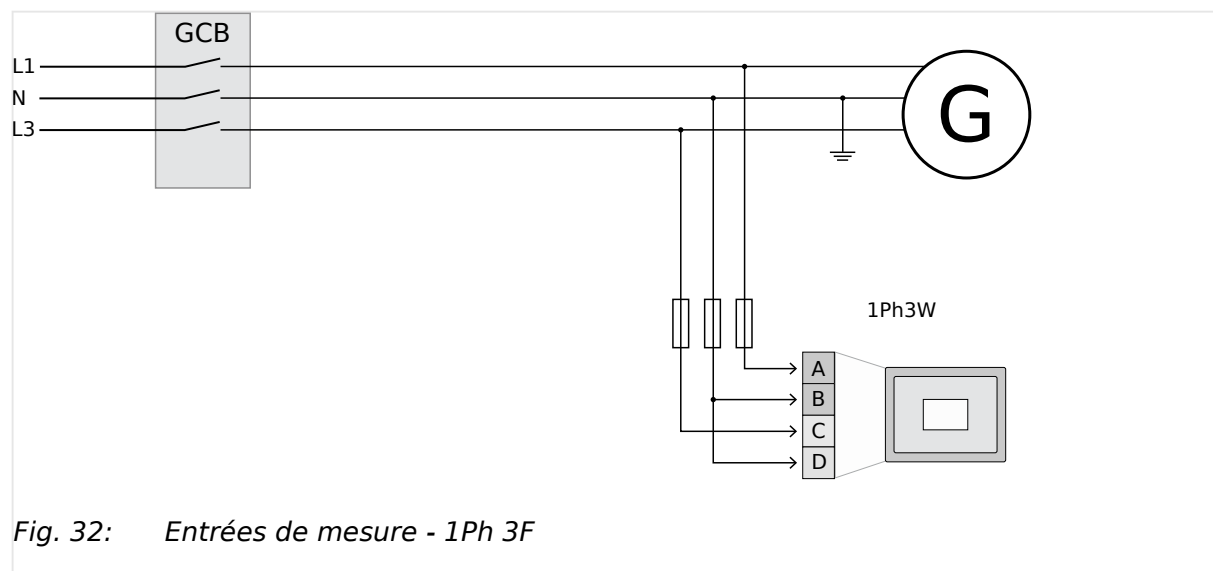 GCB
L1
N
L3
G
1Ph3W
A
B
C
D
Fig. 32: Entrées de mesure - 1Ph 3F